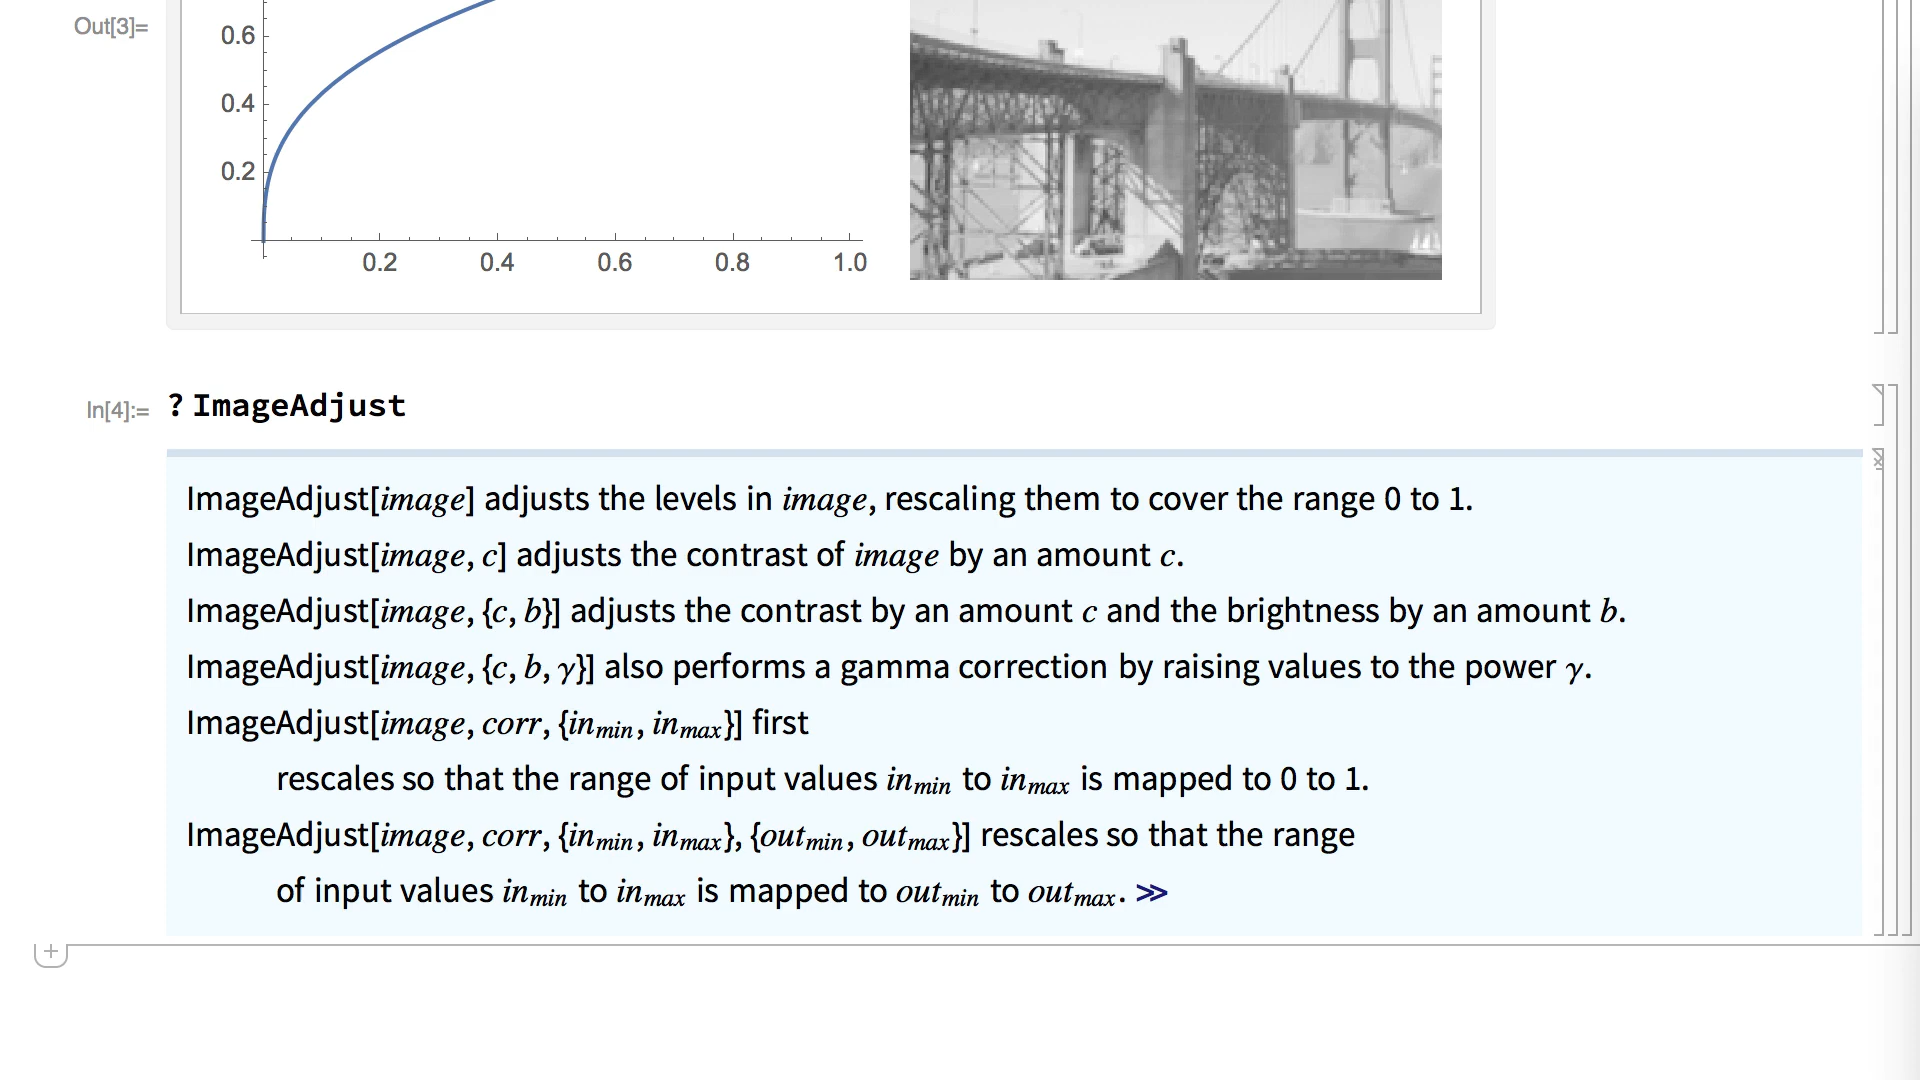 Out[3]=
0.6
0.4
0.2
0.2 0.4 0.6 0.8 1.0
In[4]:= ? ImageAdjust
ImageAdjust[image] adjusts the levels in image, rescaling them to cover the range 0 to 1.
ImageAdjust[image, c] adjusts the contrast of image by an amount c.
ImageAdjust[image, {c, b}] adjusts the contrast by an amount c and the brightness by an amount b.
ImageAdjust[image, {c, b, γ}] also performs a gamma correction by raising values to the power γ.
ImageAdjust[image, corr, {inmin, inmax}] first
rescales so that the range of input values inmin to inmax is mapped to 0 to 1.
ImageAdjust[image, corr, {inmin, inmax}, {outmin, outmax}] rescales so that the range
of input values inmin to inmax is mapped to outmin to outmax. ≫